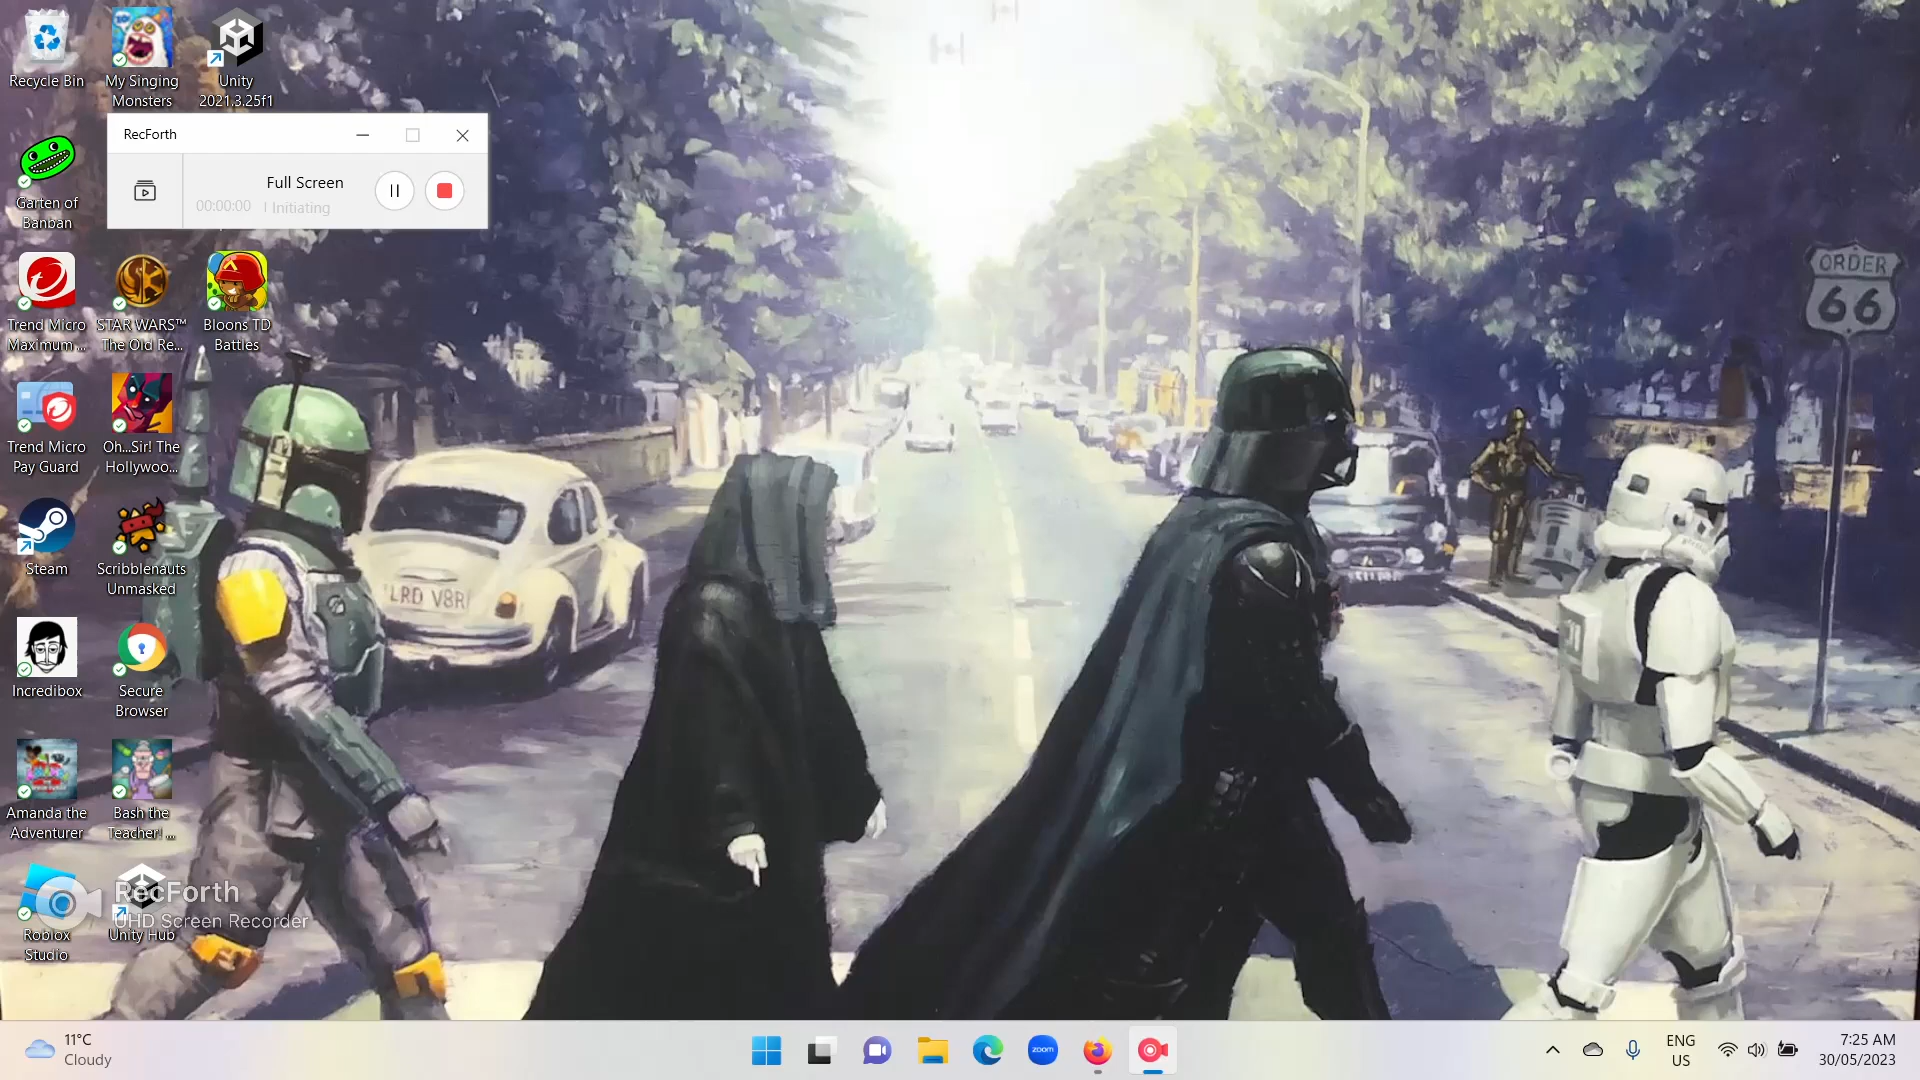 Recycle Bin
My Singing
Monsters
Unity
2021.3.25f1
RecForth
Full Screen
00:00:00
Initiating
Garten of
Banban
Trend Micro
Maximum ...
STAR WARS™
The Old Re...
Bloons TD
Battles
Trend Micro
Pay Guard
Oh...Sir! The
Hollywoo...
Steam
Scribblenauts
Unmasked
Incredibox
Secure
Browser
Amanda the
Adventurer
Bash the
Teacher! ...
Roblox
Studio
Unity Hub
RecForth
UHD Screen Recorder
LRD V8R
ORDER
66
11°C
Cloudy
zoom
ENG
US
7:25 AM
30/05/2023